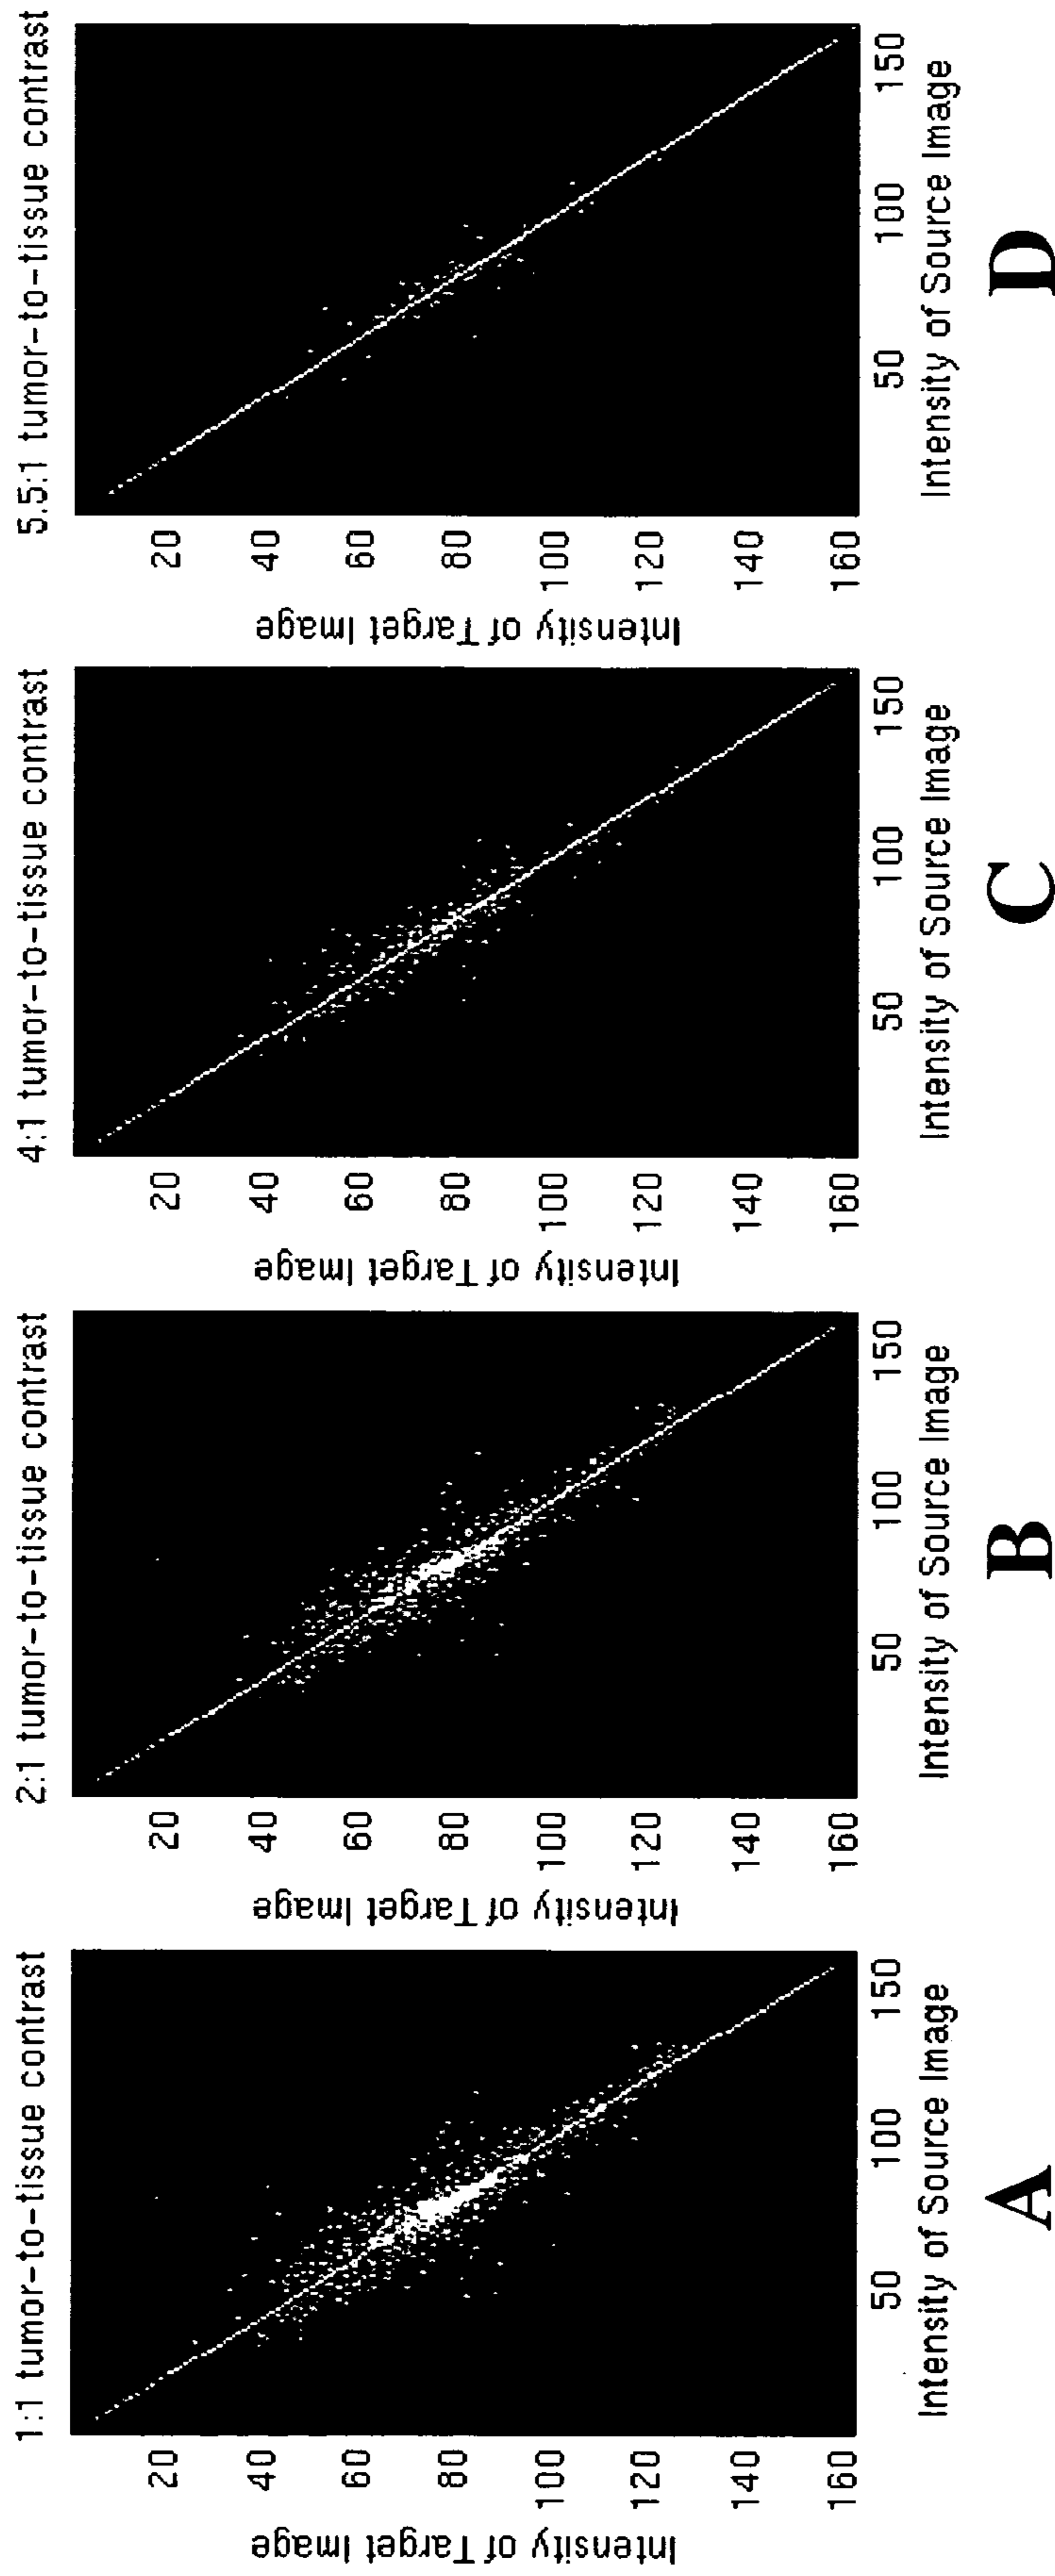 1:1 tumor-to-tissue contrast
Intensity of Target Image
20
40
60
80
100
120
140
160
50
100
150
Intensity of Source Image
A
2:1 tumor-to-tissue contrast
Intensity of Target Image
20
40
60
80
100
120
140
160
50
100
150
Intensity of Source Image
B
4:1 tumor-to-tissue contrast
Intensity of Target Image
20
40
60
80
100
120
140
160
50
100
150
Intensity of Source Image
C
5.5:1 tumor-to-tissue contrast
Intensity of Target Image
20
40
60
80
100
120
140
160
50
100
150
Intensity of Source Image
D